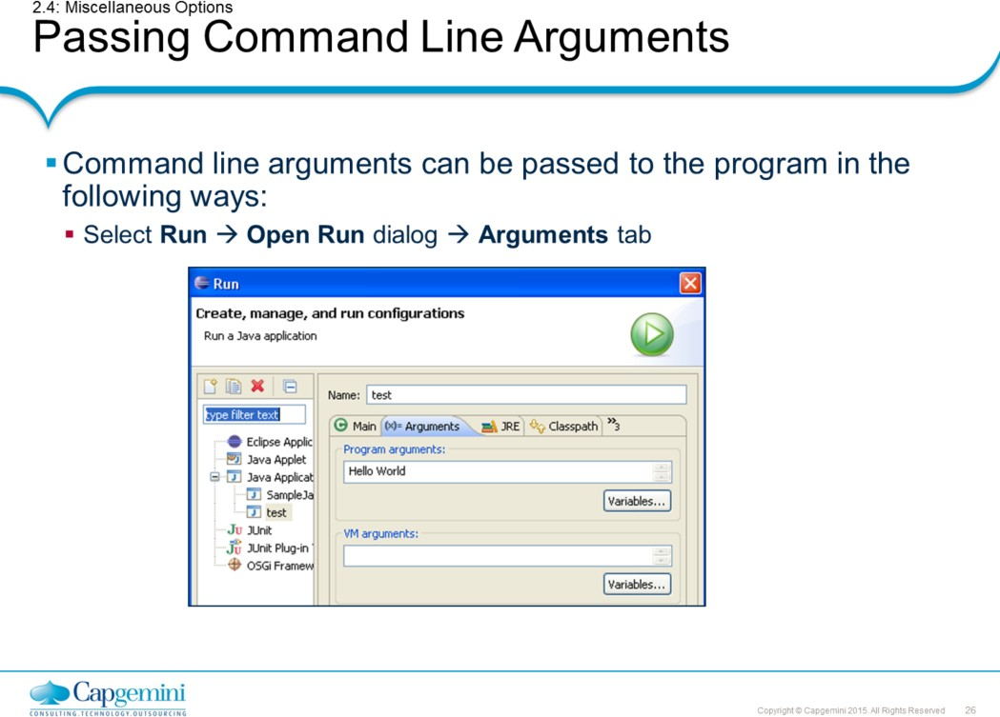 2.4: Miscellaneous Options
Passing Command Line Arguments
Command line arguments can be passed to the program in the
following ways:
Select Run → Open Run dialog → Arguments tab
Run
Create, manage, and run configurations
Run a Java application
Name: test
type filter text
Main (x)= Arguments JRE Classpath »3
Eclipse Applic
Java Applet
Java Applicat
SampleJa
test
JUnit
JUnit Plug-in
OSGi Framew
Program arguments:
Hello World
Variables...
VM arguments:
Variables...
Capgemini
CONSULTING.TECHNOLOGY.OUTSOURCING
Copyright © Capgemini 2015. All Rights Reserved 26